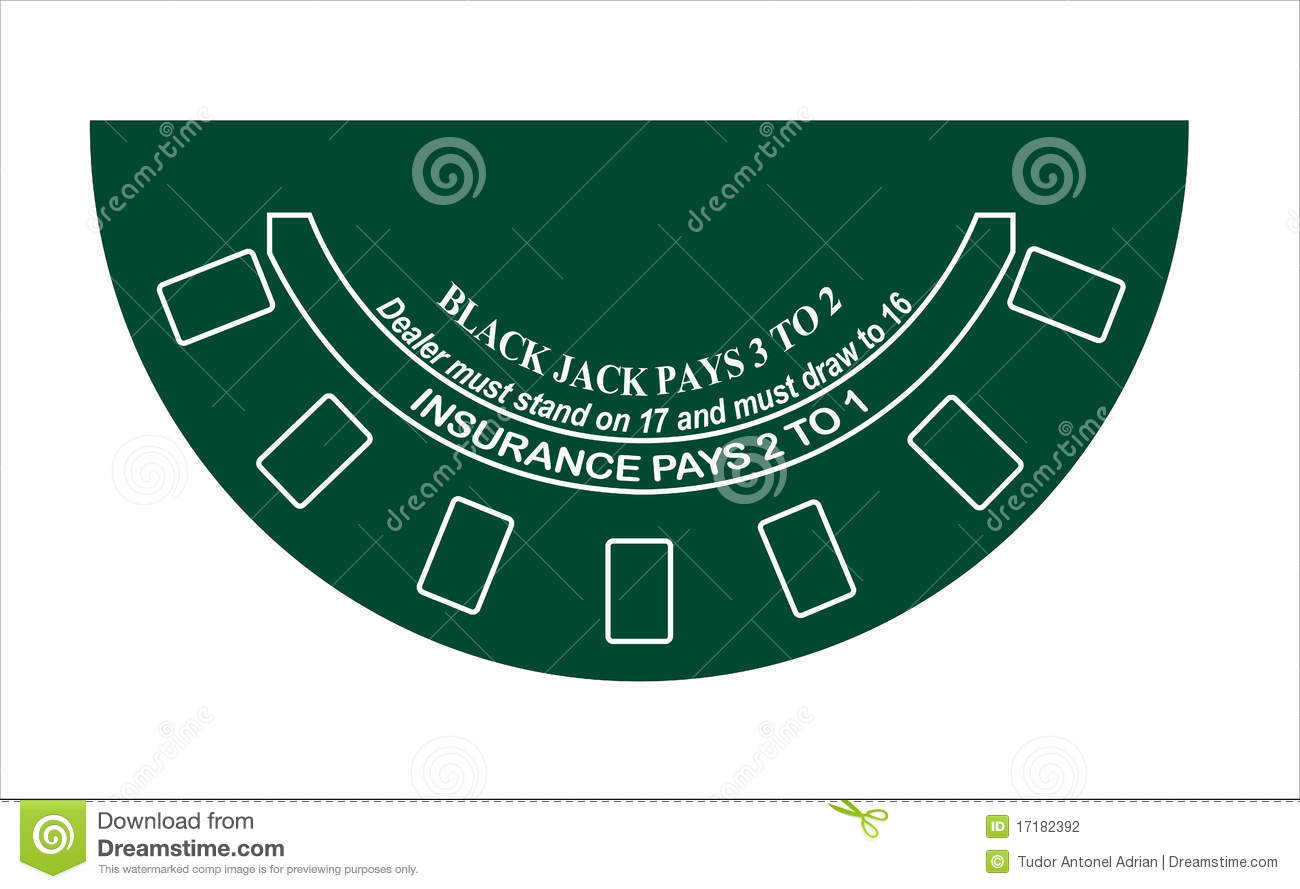 BLACK JACK PAYS 3 TO 2
Dealer must stand on 17 and must draw to 16
INSURANCE PAYS 2 TO 1
dreamstime
dreamstime
dreamstime
dreamstime
dreamstime
dreamstime
Download from
Dreamstime.com
This watermarked comp image is for previewing purposes only.
ID 17182392
© Tudor Antonel Adrian | Dreamstime.com